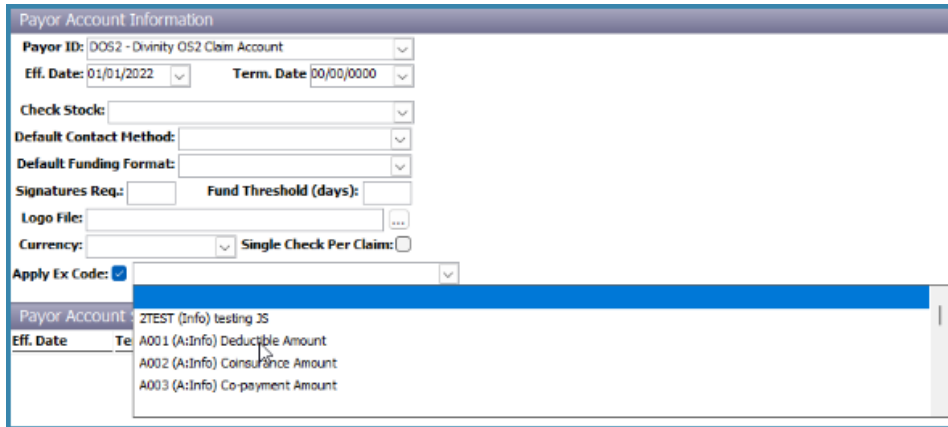 Payor Account Information
Payor ID: DOS2 - Divinity OS2 Claim Account
Eff. Date: 01/01/2022 Term. Date 00/00/0000
Check Stock:
Default Contact Method:
Default Funding Format:
Signatures Req.: Fund Threshold (days):
Logo File: ...
Currency: Single Check Per Claim:
Apply Ex Code:
Payor Account
2TEST (Info) testing JS
Eff. Date Te
A001 (A:Info) Deductible Amount
A002 (A:Info) Coinsurance Amount
A003 (A:Info) Co-payment Amount